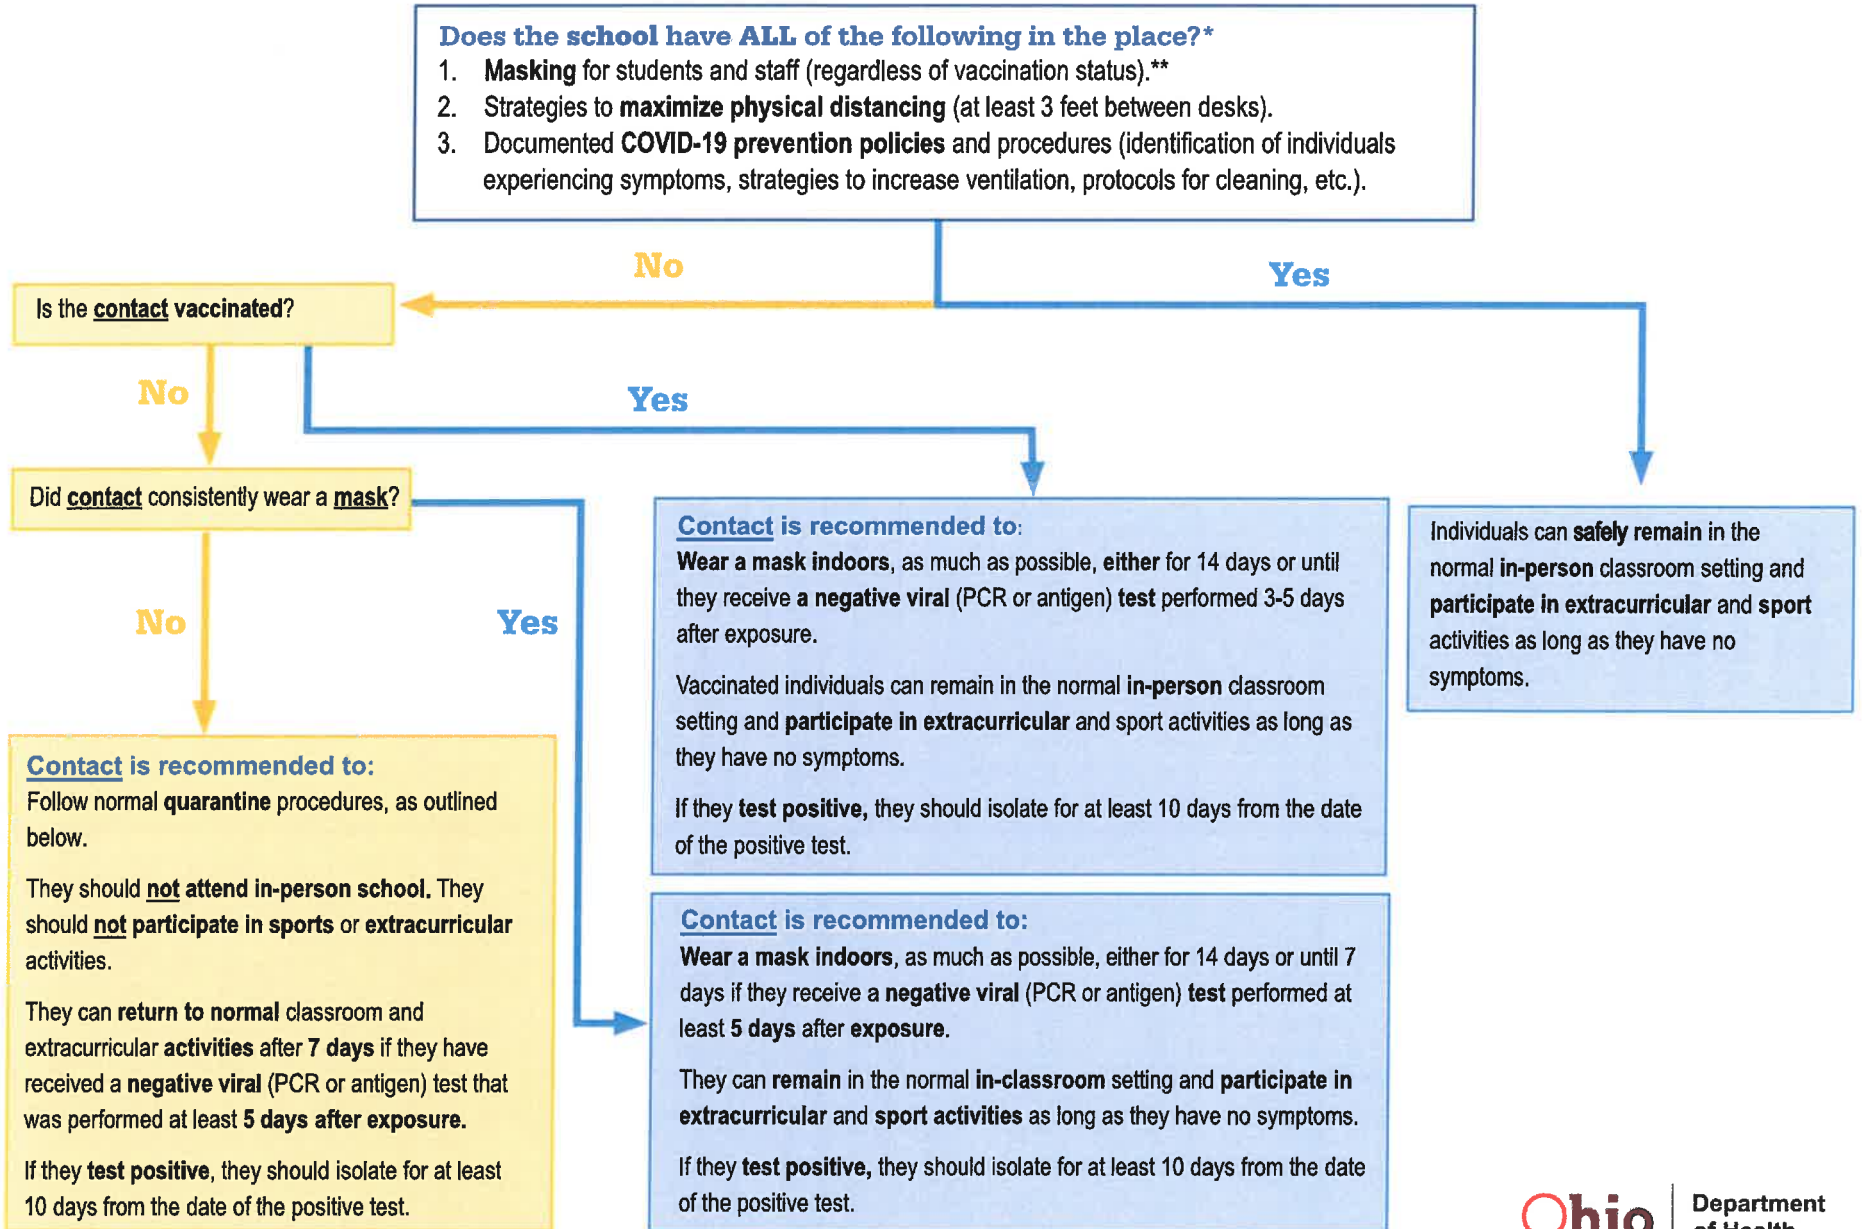 Does the school have ALL of the following in the place?*
1. Masking for students and staff (regardless of vaccination status).**
2. Strategies to maximize physical distancing (at least 3 feet between desks).
3. Documented COVID-19 prevention policies and procedures (identification of individuals
experiencing symptoms, strategies to increase ventilation, protocols for cleaning, etc.).
No
Yes
Is the contact vaccinated?
No
Yes
Did contact consistently wear a mask?
No
Yes
Contact is recommended to:
Wear a mask indoors, as much as possible, either for 14 days or until
they receive a negative viral (PCR or antigen) test performed 3-5 days
after exposure.
Vaccinated individuals can remain in the normal in-person classroom
setting and participate in extracurricular and sport activities as long as
they have no symptoms.
If they test positive, they should isolate for at least 10 days from the date
of the positive test.
Individuals can safely remain in the
normal in-person classroom setting and
participate in extracurricular and sport
activities as long as they have no
symptoms.
Contact is recommended to:
Follow normal quarantine procedures, as outlined
below.
They should not attend in-person school. They
should not participate in sports or extracurricular
activities.
They can return to normal classroom and
extracurricular activities after 7 days if they have
received a negative viral (PCR or antigen) test that
was performed at least 5 days after exposure.
If they test positive, they should isolate for at least
10 days from the date of the positive test.
Contact is recommended to:
Wear a mask indoors, as much as possible, either for 14 days or until 7
days if they receive a negative viral (PCR or antigen) test performed at
least 5 days after exposure.
They can remain in the normal in-classroom setting and participate in
extracurricular and sport activities as long as they have no symptoms.
If they test positive, they should isolate for at least 10 days from the date
of the positive test.
Ohio
Department
of Health